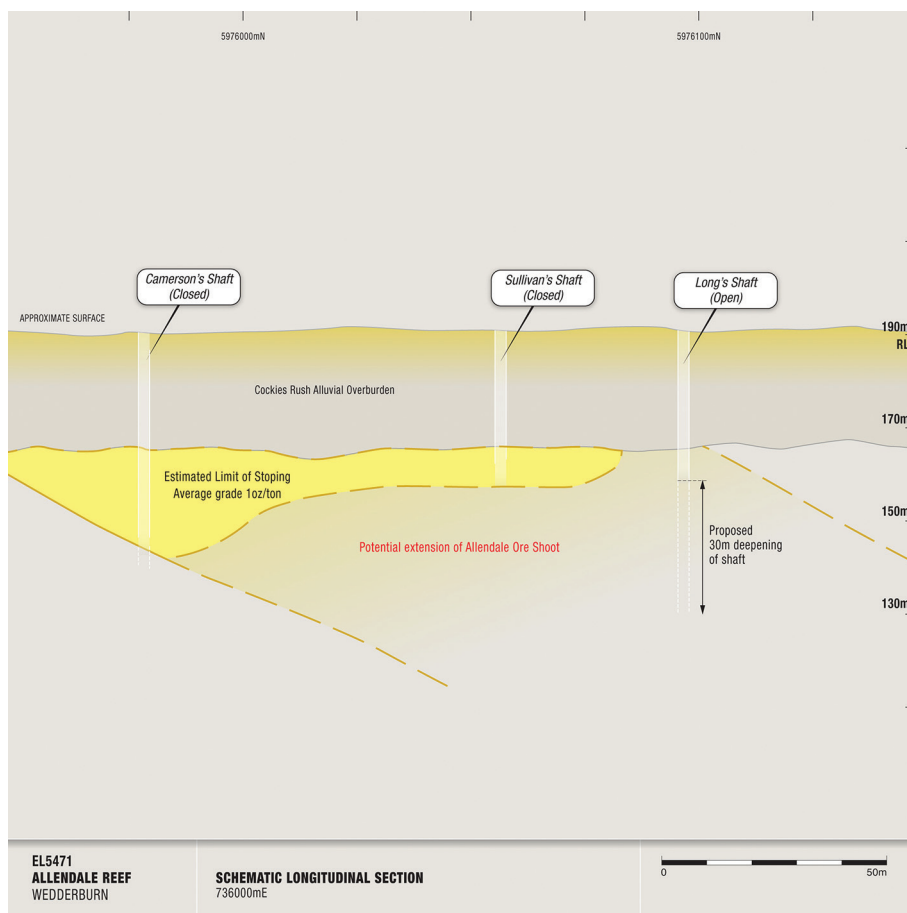 5976000mN
5976100mN
Camerson's Shaft
(Closed)
Sullivan's Shaft
(Closed)
Long's Shaft
(Open)
APPROXIMATE SURFACE
190m
RL
Cockies Rush Alluvial Overburden
170m
Estimated Limit of Stoping
Average grade 1oz/ton
150m
Proposed
30m deepening
of shaft
Potential extension of Allendale Ore Shoot
130m
EL5471
ALLENDALE REEF
WEDDERBURN
SCHEMATIC LONGITUDINAL SECTION
736000mE
0
50m